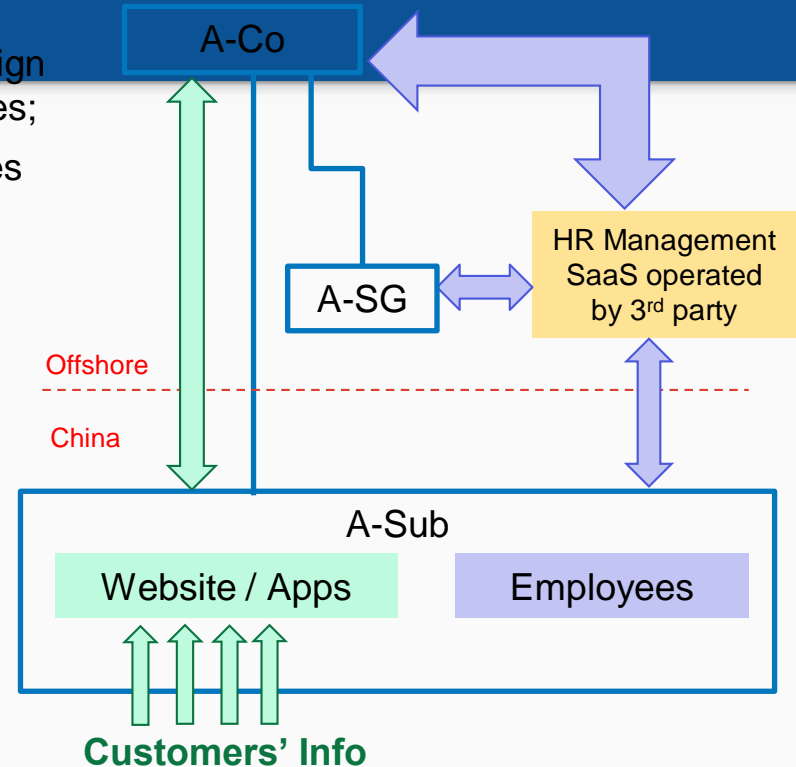 A-Co
ign
es;
es
HR Management
SaaS operated
by 3rd party
A-SG
Offshore
China
A-Sub
Website / Apps
Employees
Customers’ Info